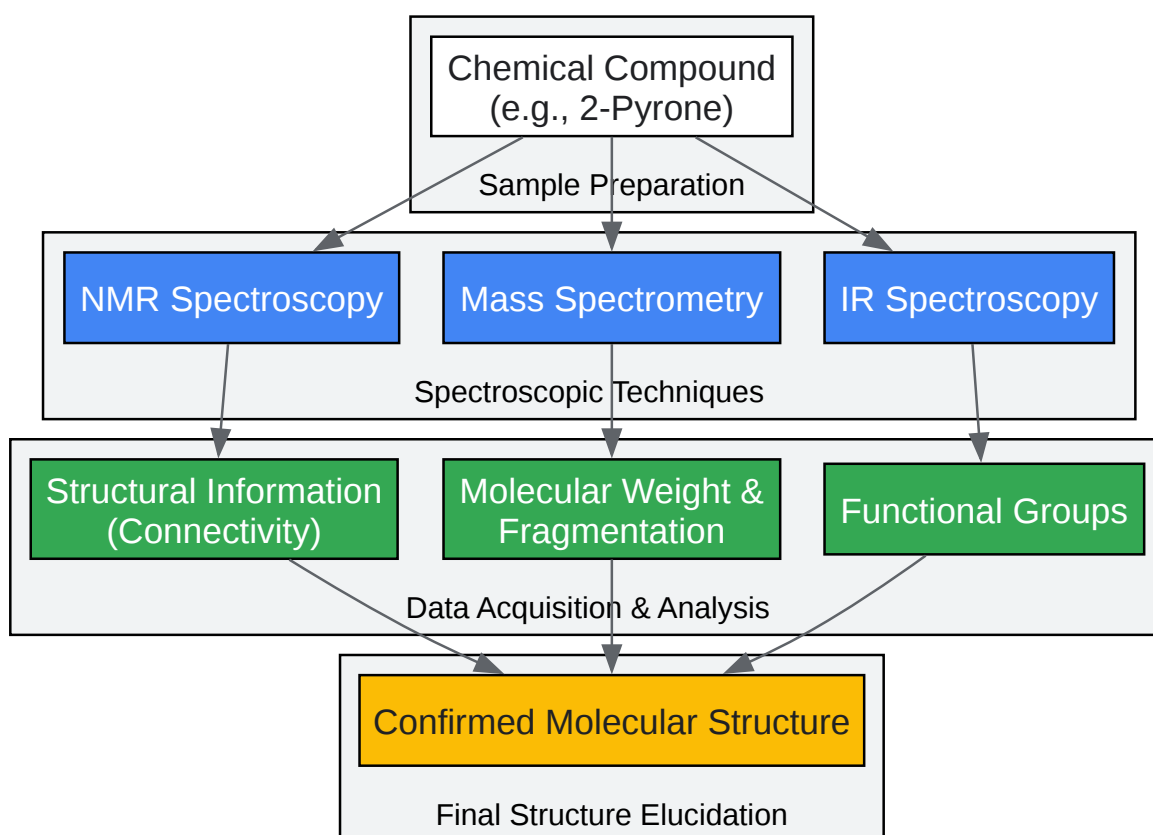 Chemical Compound
(e.g., 2-Pyrone)
Sample Preparation
NMR Spectroscopy
Mass Spectrometry
IR Spectroscopy
Spectroscopic Techniques
Structural Information
(Connectivity)
Molecular Weight &
Fragmentation
Functional Groups
Data Acquisition & Analysis
Confirmed Molecular Structure
Final Structure Elucidation